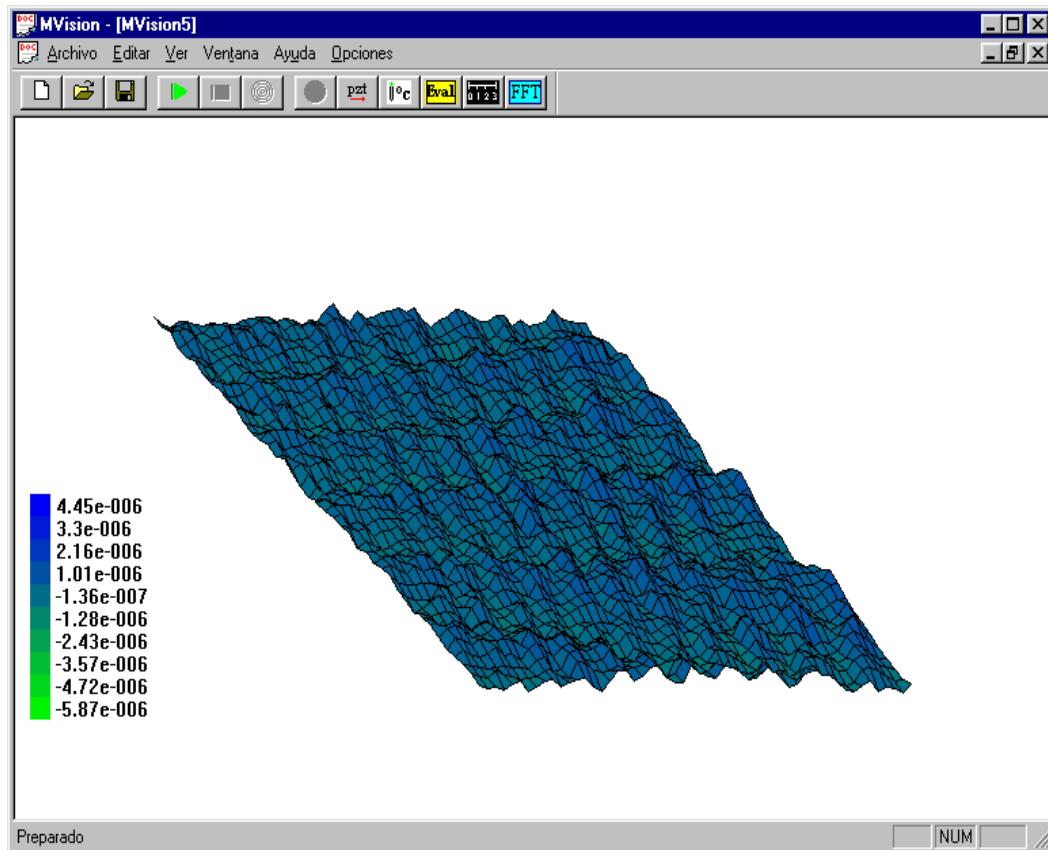 MVision - [MVision5]
Archivo Editar Ver Ventana Ayuda Opciones
pzt °c Eval 0123 FFT
4.45e-006
3.3e-006
2.16e-006
1.01e-006
-1.36e-007
-1.28e-006
-2.43e-006
-3.57e-006
-4.72e-006
-5.87e-006
Preparado NUM